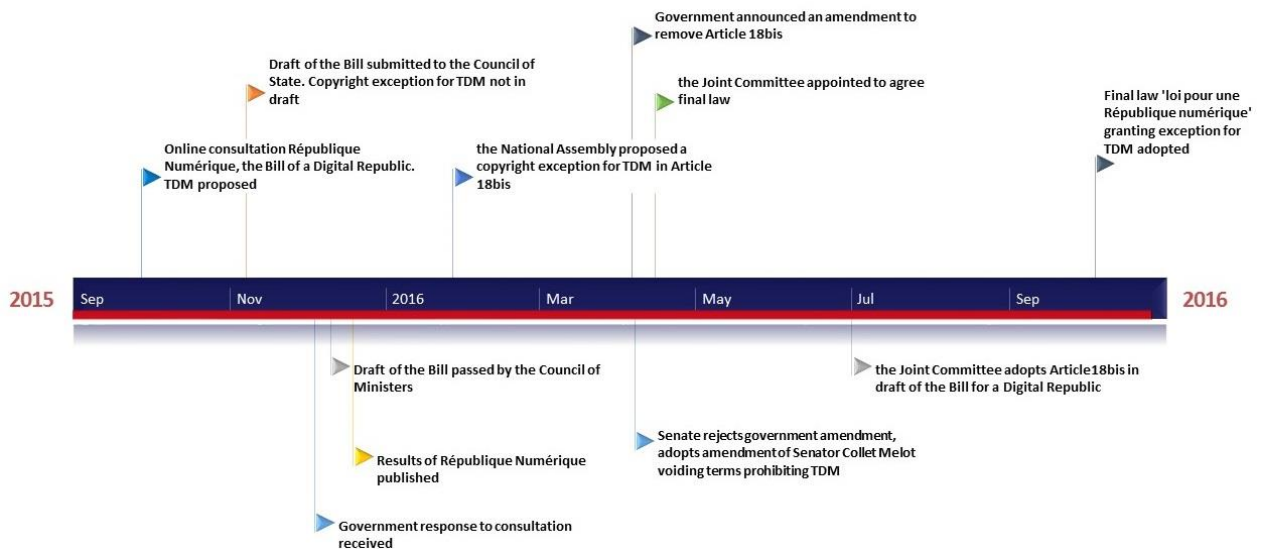 Government announced an amendment to
remove Article 18bis
Draft of the Bill submitted to the Council of
State. Copyright exception for TDM not in
draft
the Joint Committee appointed to agree
final law
Final law 'loi pour une
République numérique'
granting exception for
TDM adopted
Online consultation République
Numérique, the Bill of a Digital Republic.
TDM proposed
the National Assembly proposed a
copyright exception for TDM in Article
18bis
2015
Sep
Nov
2016
Mar
May
Jul
Sep
2016
Draft of the Bill passed by the Council of
Ministers
the Joint Committee adopts Article18bis in
draft of the Bill for a Digital Republic
Senate rejects government amendment,
adopts amendment of Senator Collet Melot
voiding terms prohibiting TDM
Results of République Numérique
published
Government response to consultation
received